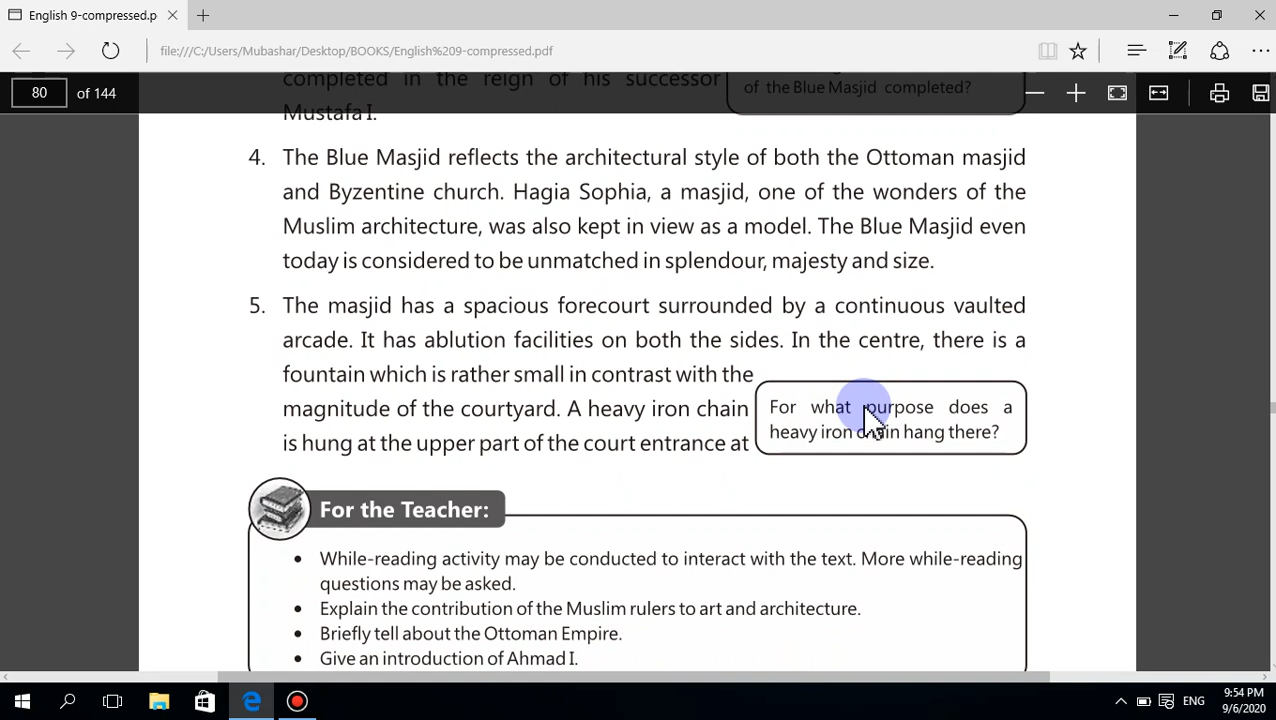 English 9-compressed.p
file:///C:/Users/Mubashar/Desktop/BOOKS/English%209-compressed.pdf
80 of 144
completed in the reign of his successor
Mustafa I.
of the Blue Masjid completed?
4. The Blue Masjid reflects the architectural style of both the Ottoman masjid
and Byzentine church. Hagia Sophia, a masjid, one of the wonders of the
Muslim architecture, was also kept in view as a model. The Blue Masjid even
today is considered to be unmatched in splendour, majesty and size.
5. The masjid has a spacious forecourt surrounded by a continuous vaulted
arcade. It has ablution facilities on both the sides. In the centre, there is a
fountain which is rather small in contrast with the
magnitude of the courtyard. A heavy iron chain
is hung at the upper part of the court entrance at
For what purpose does a
heavy iron chain hang there?
For the Teacher:
• While-reading activity may be conducted to interact with the text. More while-reading
questions may be asked.
• Explain the contribution of the Muslim rulers to art and architecture.
• Briefly tell about the Ottoman Empire.
• Give an introduction of Ahmad I.
ENG
9:54 PM
9/6/2020